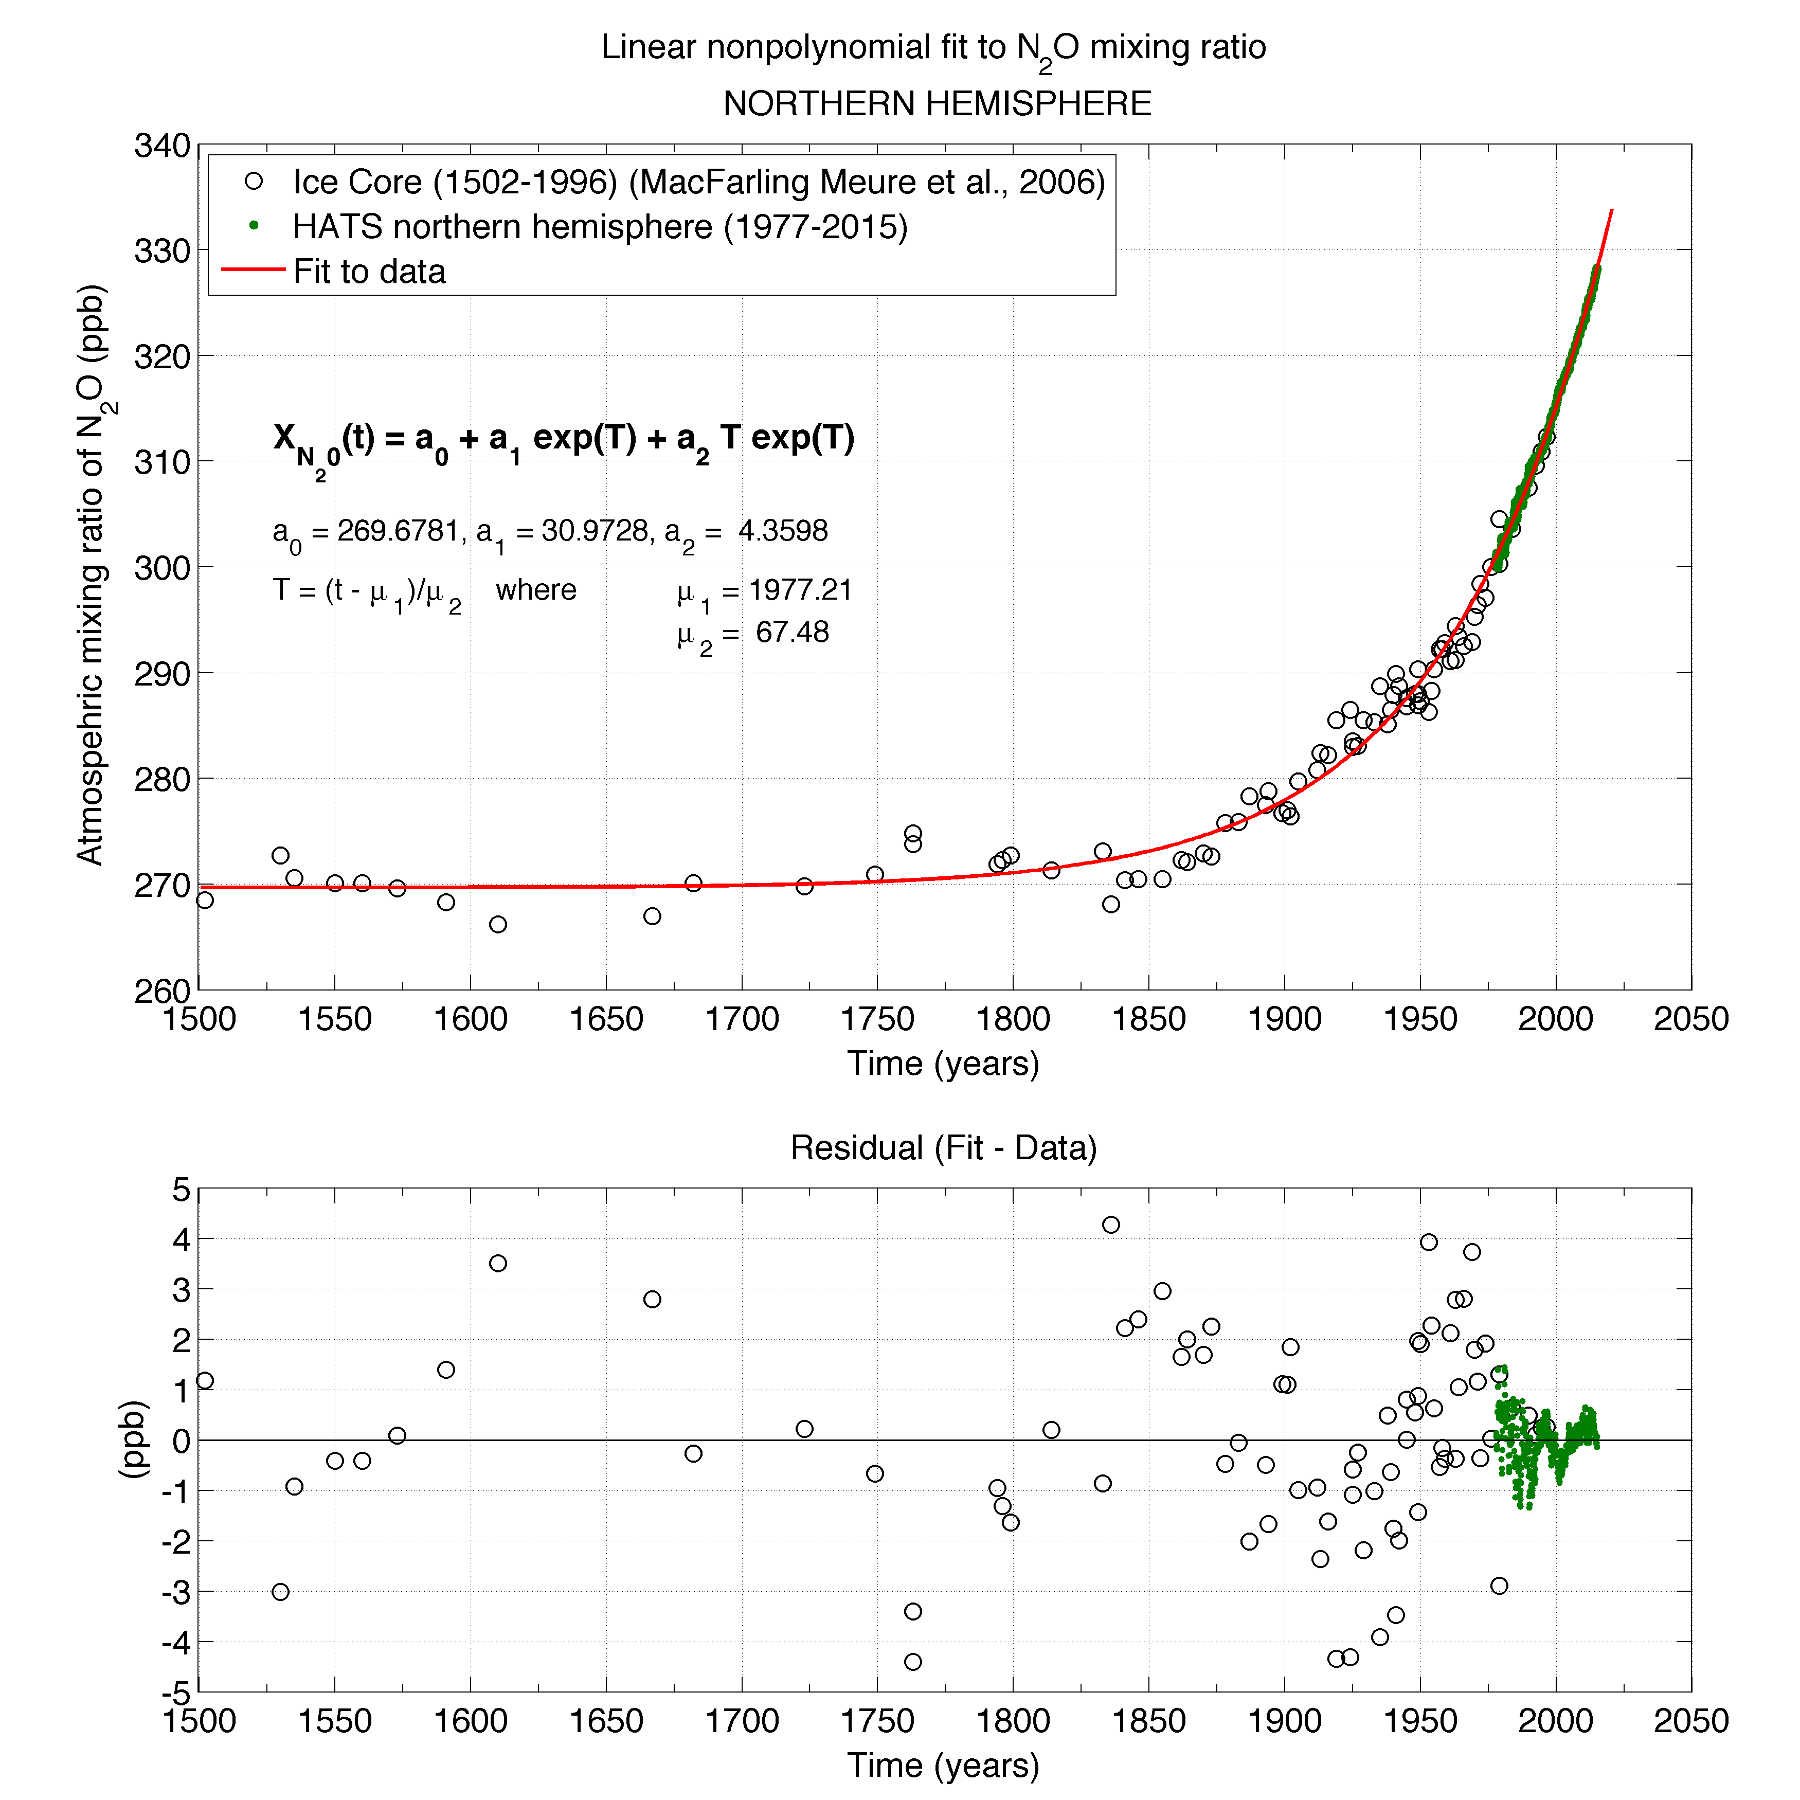 Linear nonpolynomial fit to N₂O mixing ratio
NORTHERN HEMISPHERE
340
330
320
310
300
290
280
270
260
Atmospehric mixing ratio of N₂O (ppb)
Ice Core (1502-1996) (MacFarling Meure et al., 2006)
HATS northern hemisphere (1977-2015)
Fit to data
X_N₂0(t) = a₀ + a₁ exp(T) + a₂ T exp(T)
a₀ = 269.6781, a₁ = 30.9728, a₂ = 4.3598
T = (t - μ₁)/μ₂ where μ₁ = 1977.21
μ₂ = 67.48
1500 1550 1600 1650 1700 1750 1800 1850 1900 1950 2000 2050
Time (years)
Residual (Fit - Data)
5
4
3
2
1
0
-1
-2
-3
-4
-5
(ppb)
1500 1550 1600 1650 1700 1750 1800 1850 1900 1950 2000 2050
Time (years)